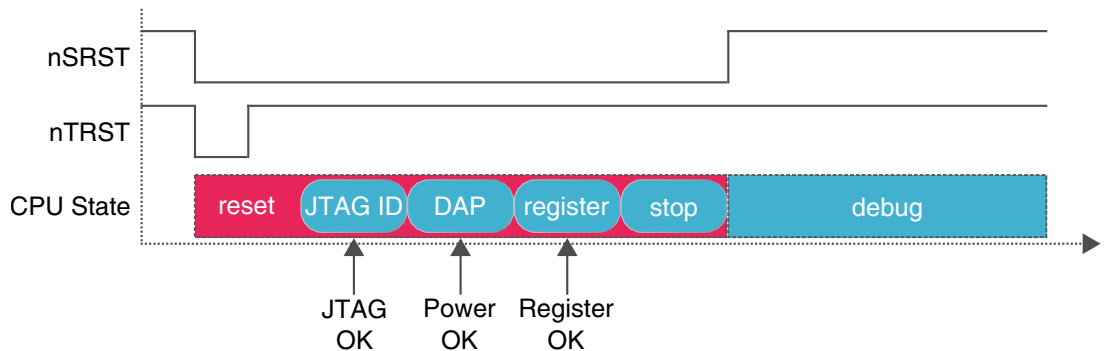 nSRST
nTRST
CPU State
reset JTAG ID DAP register stop debug
JTAG Power Register
OK OK OK